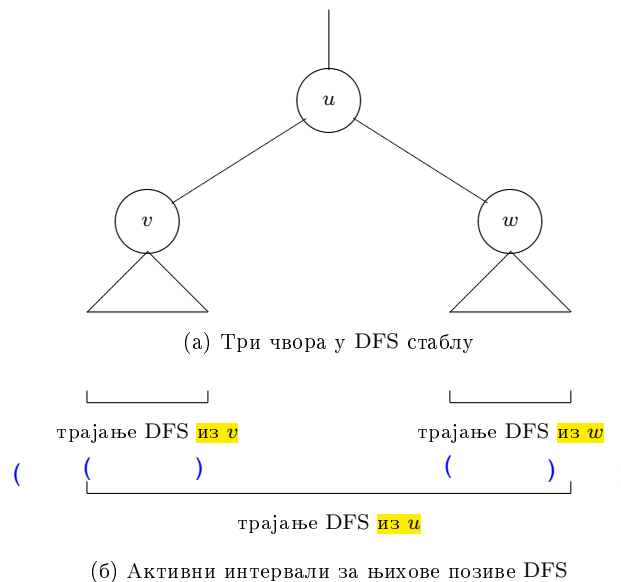 u
v w
(а) Три чвора у DFS стаблу
трајање DFS из v трајање DFS из w
( ( ) ( )
трајање DFS из u
(б) Активни интервали за њихове позиве DFS